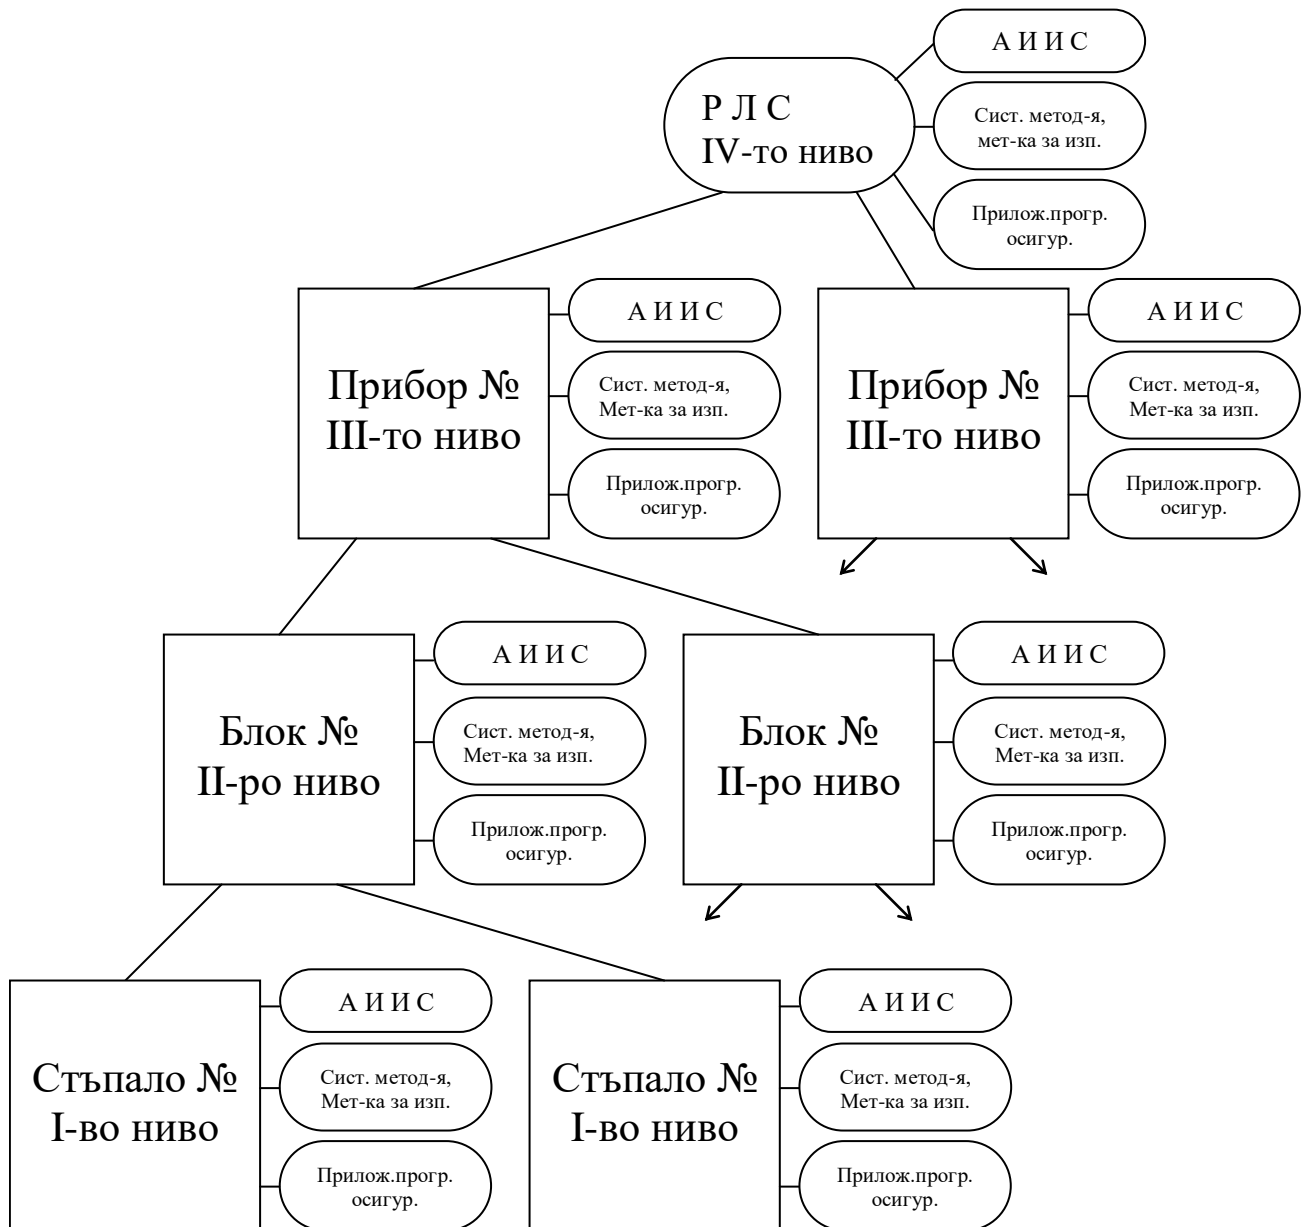 А И И С
Р Л С
IV-то ниво
Сист. метод-я,
мет-ка за изп.
Прилож.прогр.
осигур.
Прибор №
III-то ниво
А И И С
Сист. метод-я,
Мет-ка за изп.
Прилож.прогр.
осигур.
Прибор №
III-то ниво
А И И С
Сист. метод-я,
Мет-ка за изп.
Прилож.прогр.
осигур.
Блок №
II-ро ниво
А И И С
Сист. метод-я,
Мет-ка за изп.
Прилож.прогр.
осигур.
Блок №
II-ро ниво
А И И С
Сист. метод-я,
Мет-ка за изп.
Прилож.прогр.
осигур.
Стъпало №
I-во ниво
А И И С
Сист. метод-я,
Мет-ка за изп.
Прилож.прогр.
осигур.
Стъпало №
I-во ниво
А И И С
Сист. метод-я,
Мет-ка за изп.
Прилож.прогр.
осигур.